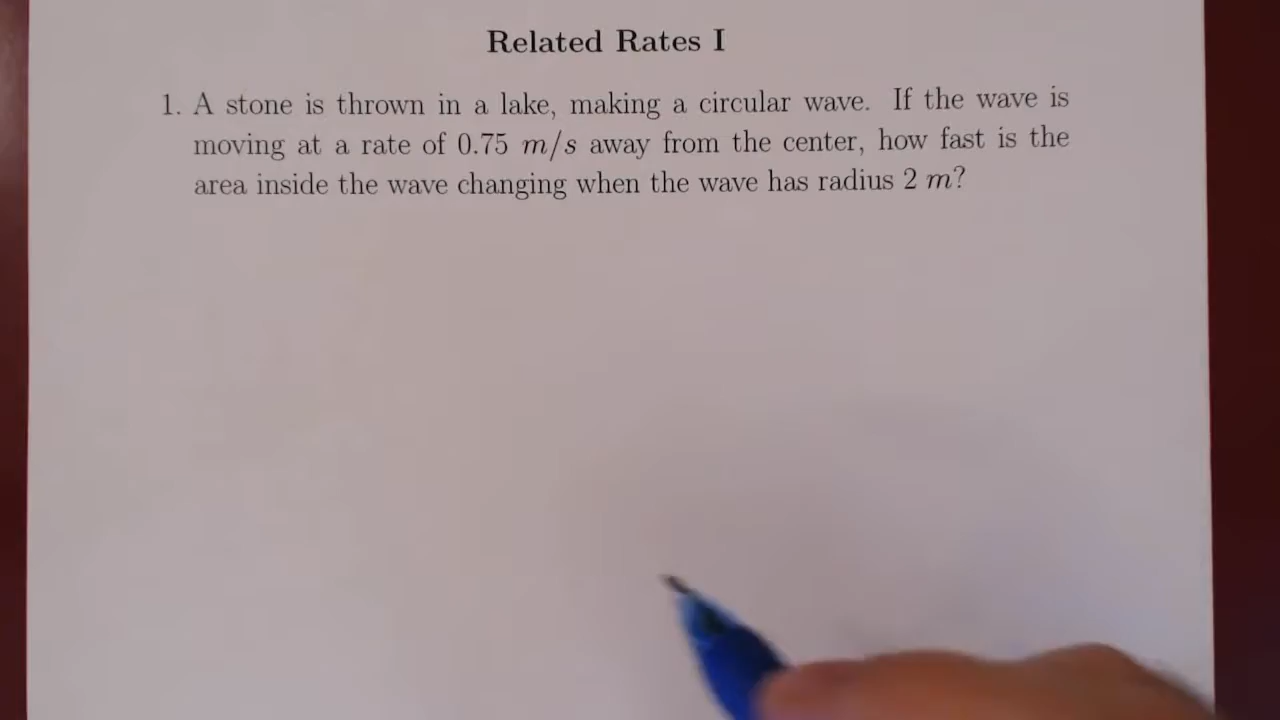 Related Rates I
1. A stone is thrown in a lake, making a circular wave. If the wave is
moving at a rate of 0.75 m/s away from the center, how fast is the
area inside the wave changing when the wave has radius 2 m?